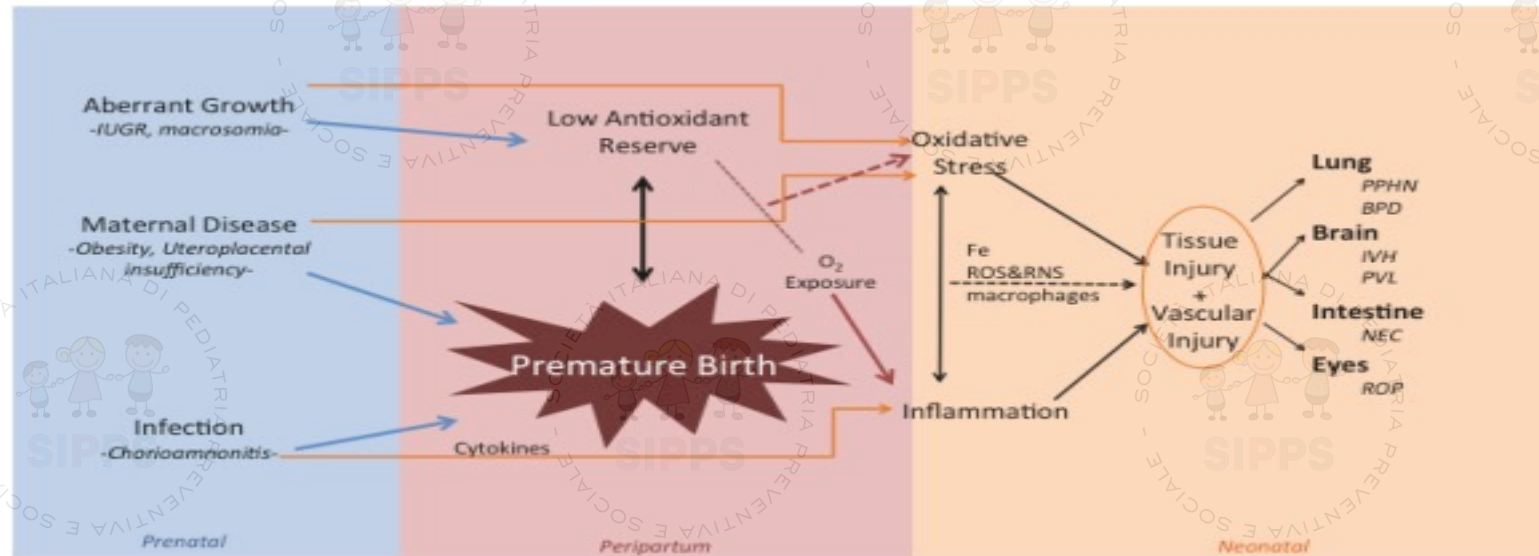 Aberrant Growth
-IUGR, macrosomia-
Maternal Disease
-Obesity, Uteroplacental
insufficiency-
Infection
-Chorioamnonitis-
Prenatal
Low Antioxidant
Reserve
O₂
Exposure
Premature Birth
Cytokines
Peripartum
Oxidative
Stress
Fe
ROS&RNS
macrophages
Inflammation
Tissue
Injury
+
Vascular
Injury
Lung
PPHN
BPD
Brain
IVH
PVL
Intestine
NEC
Eyes
ROP
Neonatal
SIPPS
SIPPS
SIPPS
SIPPS
SIPPS